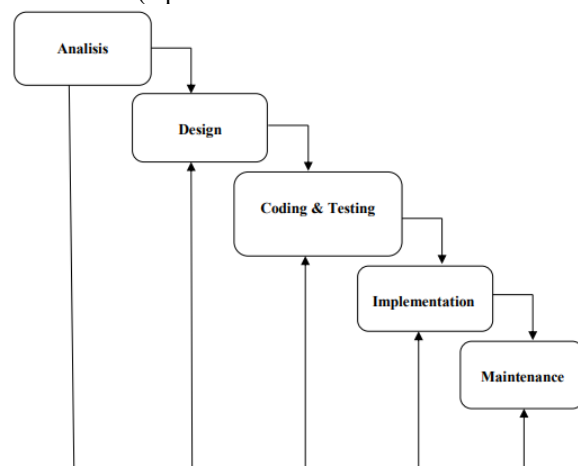 Analisis
Design
Coding & Testing
Implementation
Maintenance